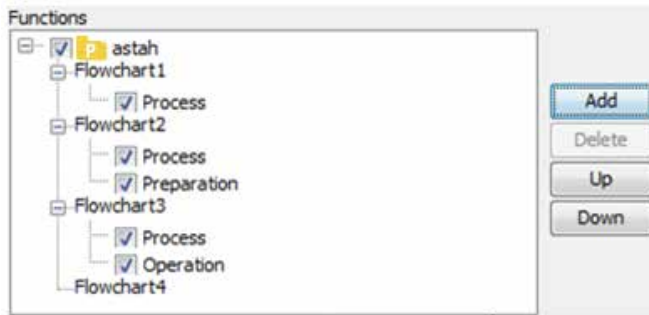 Functions
P astah
Flowchart1
Process
Flowchart2
Process
Preparation
Flowchart3
Process
Operation
Flowchart4
Add
Delete
Up
Down